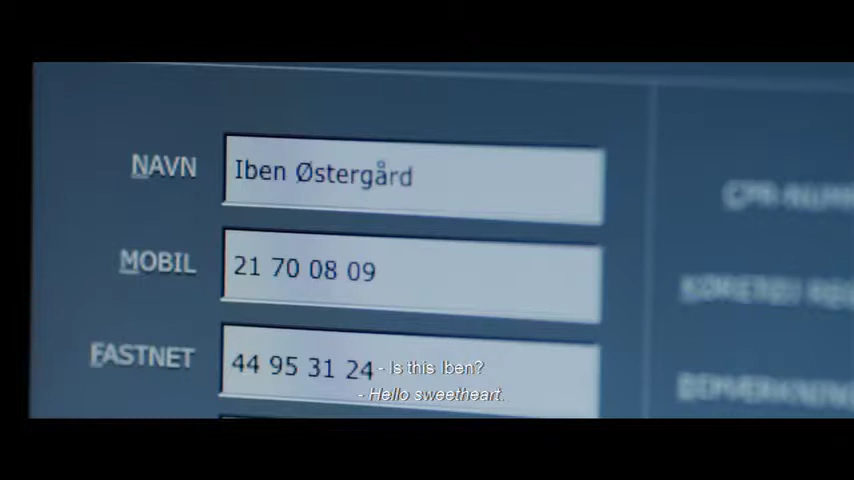 NAVN
Iben Østergård
MOBIL
21 70 08 09
FASTNET
44 95 31 24
- Is this Iben?
- Hello sweetheart.